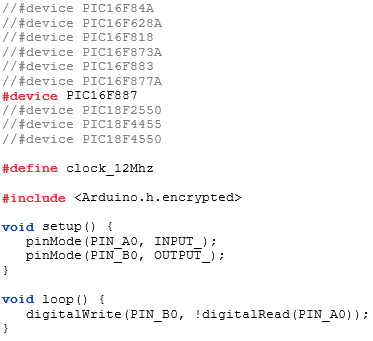 //#device PIC16F84A
//#device PIC16F628A
//#device PIC16F818
//#device PIC16F873A
//#device PIC16F883
//#device PIC16F877A
#device PIC16F887
//#device PIC18F2550
//#device PIC18F4455
//#device PIC18F4550

#define clock_12Mhz

#include <Arduino.h.encrypted>

void setup() {
   pinMode(PIN_A0, INPUT_);
   pinMode(PIN_B0, OUTPUT_);
}

void loop() {
   digitalWrite(PIN_B0, !digitalRead(PIN_A0));
}